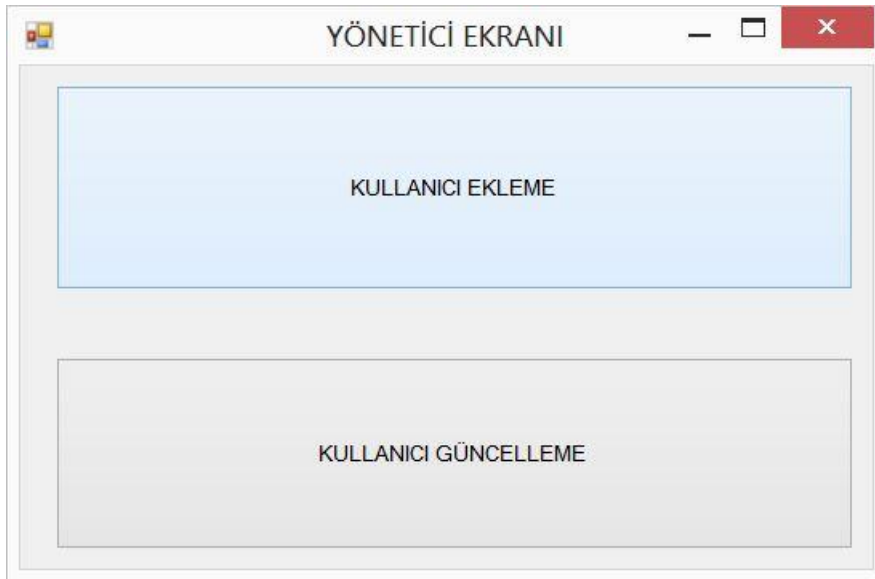 YÖNETİCİ EKRANI
KULLANICI EKLEME
KULLANICI GÜNCELLEME